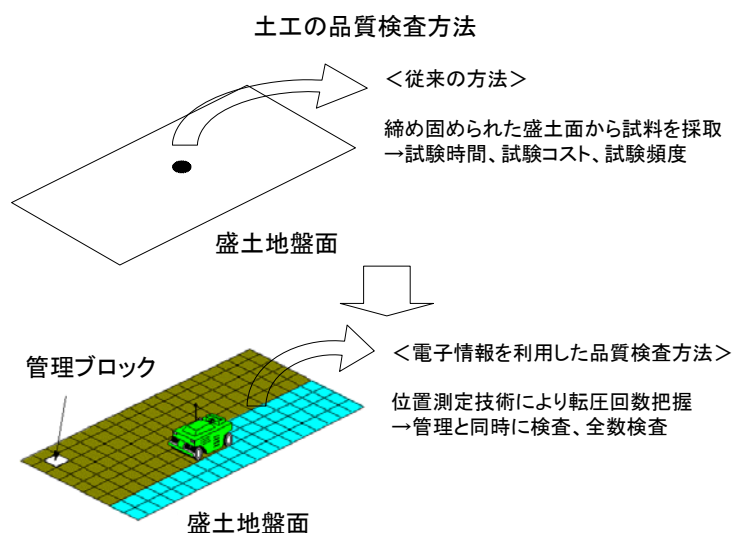 土工の品質検査方法
＜従来の方法＞
締め固められた盛土面から試料を採取
→試験時間、試験コスト、試験頻度
盛土地盤面
＜電子情報を利用した品質検査方法＞
管理ブロック
位置測定技術により転圧回数把握
→管理と同時に検査、全数検査
盛土地盤面